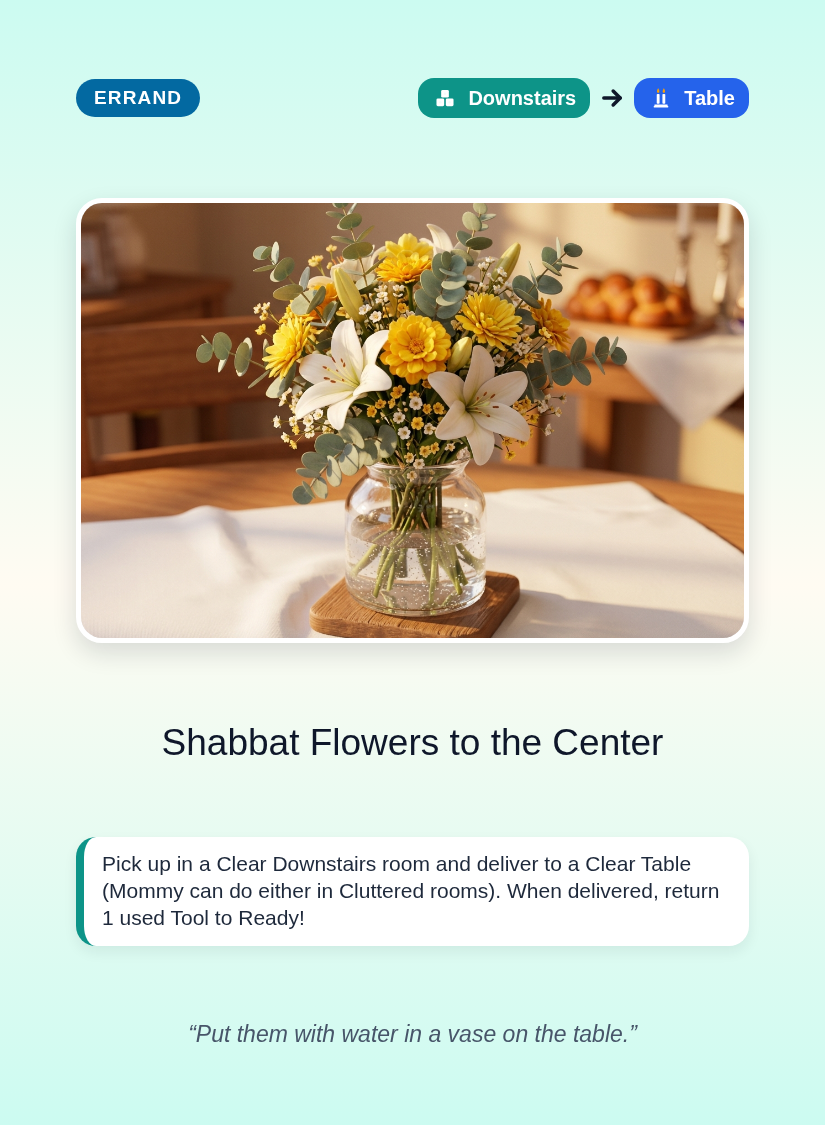 ERRAND
Downstairs → Table
Shabbat Flowers to the Center
Pick up in a Clear Downstairs room and deliver to a Clear Table
(Mommy can do either in Cluttered rooms). When delivered, return
1 used Tool to Ready!
“Put them with water in a vase on the table.”